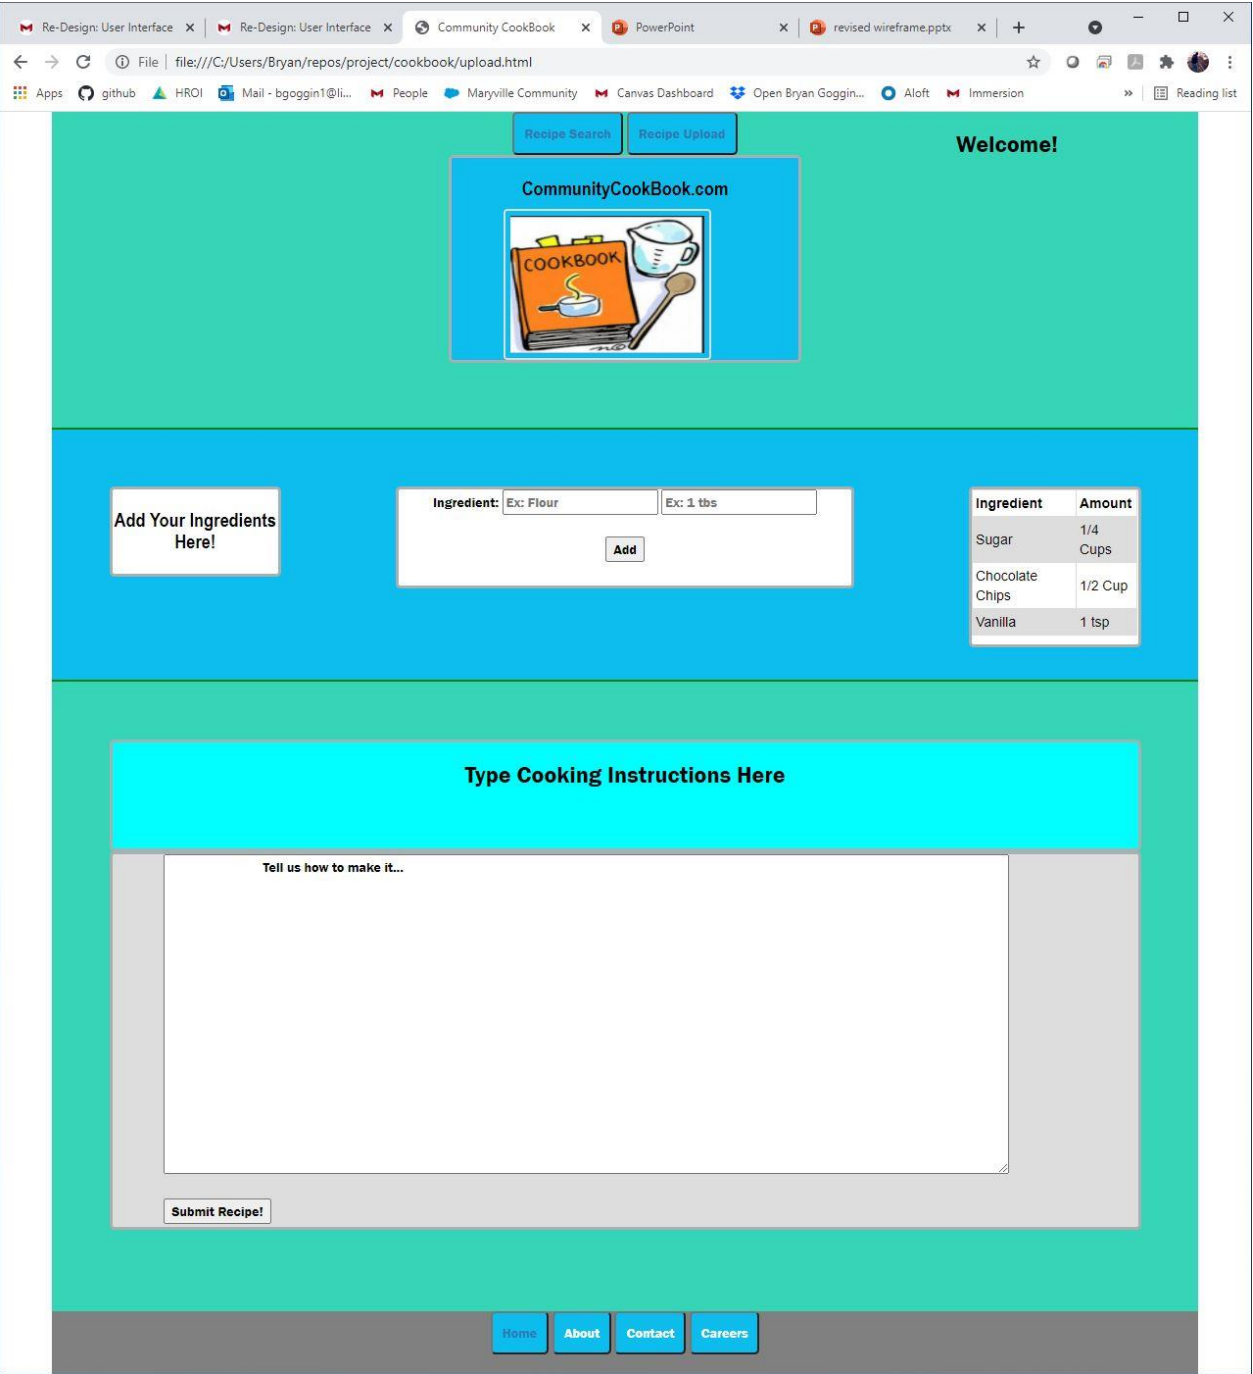 Re-Design: User Interface
Re-Design: User Interface
Community CookBook
PowerPoint
revised wireframe.pptx
File
file:///C:/Users/Bryan/repos/project/cookbook/upload.html
Apps
github
HROI
Mail - bgoggin1@li...
People
Maryville Community
Canvas Dashboard
Open Bryan Goggin...
Aloft
Immersion
»
Reading list
Recipe Search
Recipe Upload
Welcome!
CommunityCookBook.com
COOKBOOK
Add Your Ingredients
Here!
Ingredient: Ex: Flour Ex: 1 tbs
Add
Ingredient Amount
Sugar 1/4 Cups
Chocolate Chips 1/2 Cup
Vanilla 1 tsp
Type Cooking Instructions Here
Tell us how to make it...
Submit Recipe!
Home
About
Contact
Careers